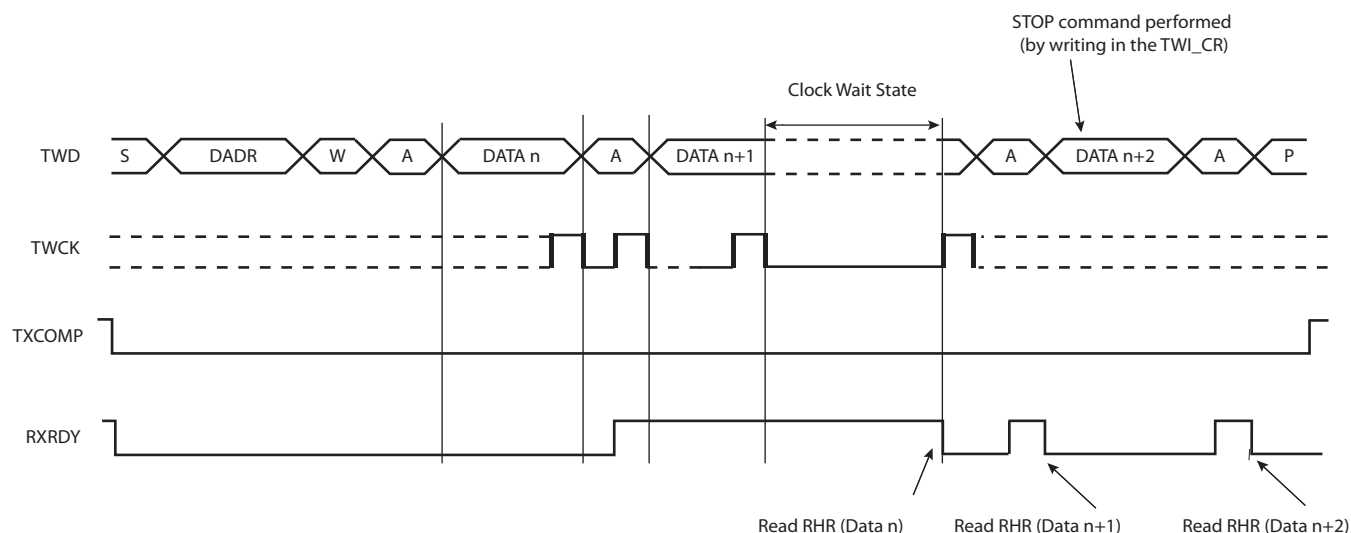 STOP command performed
(by writing in the TWI_CR)
Clock Wait State
TWD S DADR W A DATA n A DATA n+1 A DATA n+2 A P
TWCK
TXCOMP
RXRDY
Read RHR (Data n) Read RHR (Data n+1) Read RHR (Data n+2)